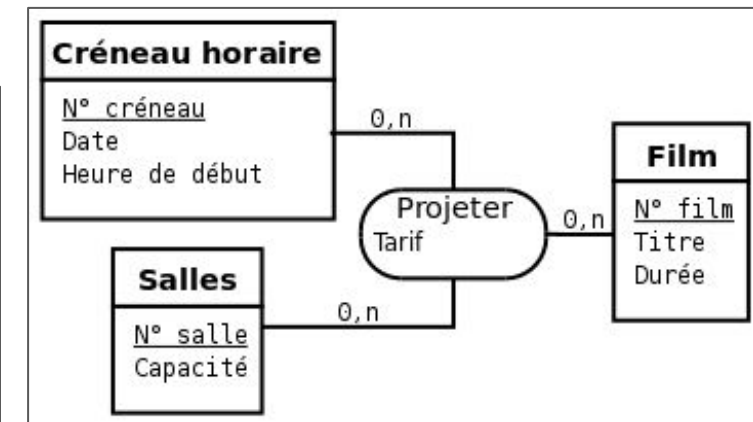 Créneau horaire
N° créneau
Date
Heure de début
0,n
Projeter
Tarif
0,n
Film
N° film
Titre
Durée
Salles
N° salle
Capacité
0,n